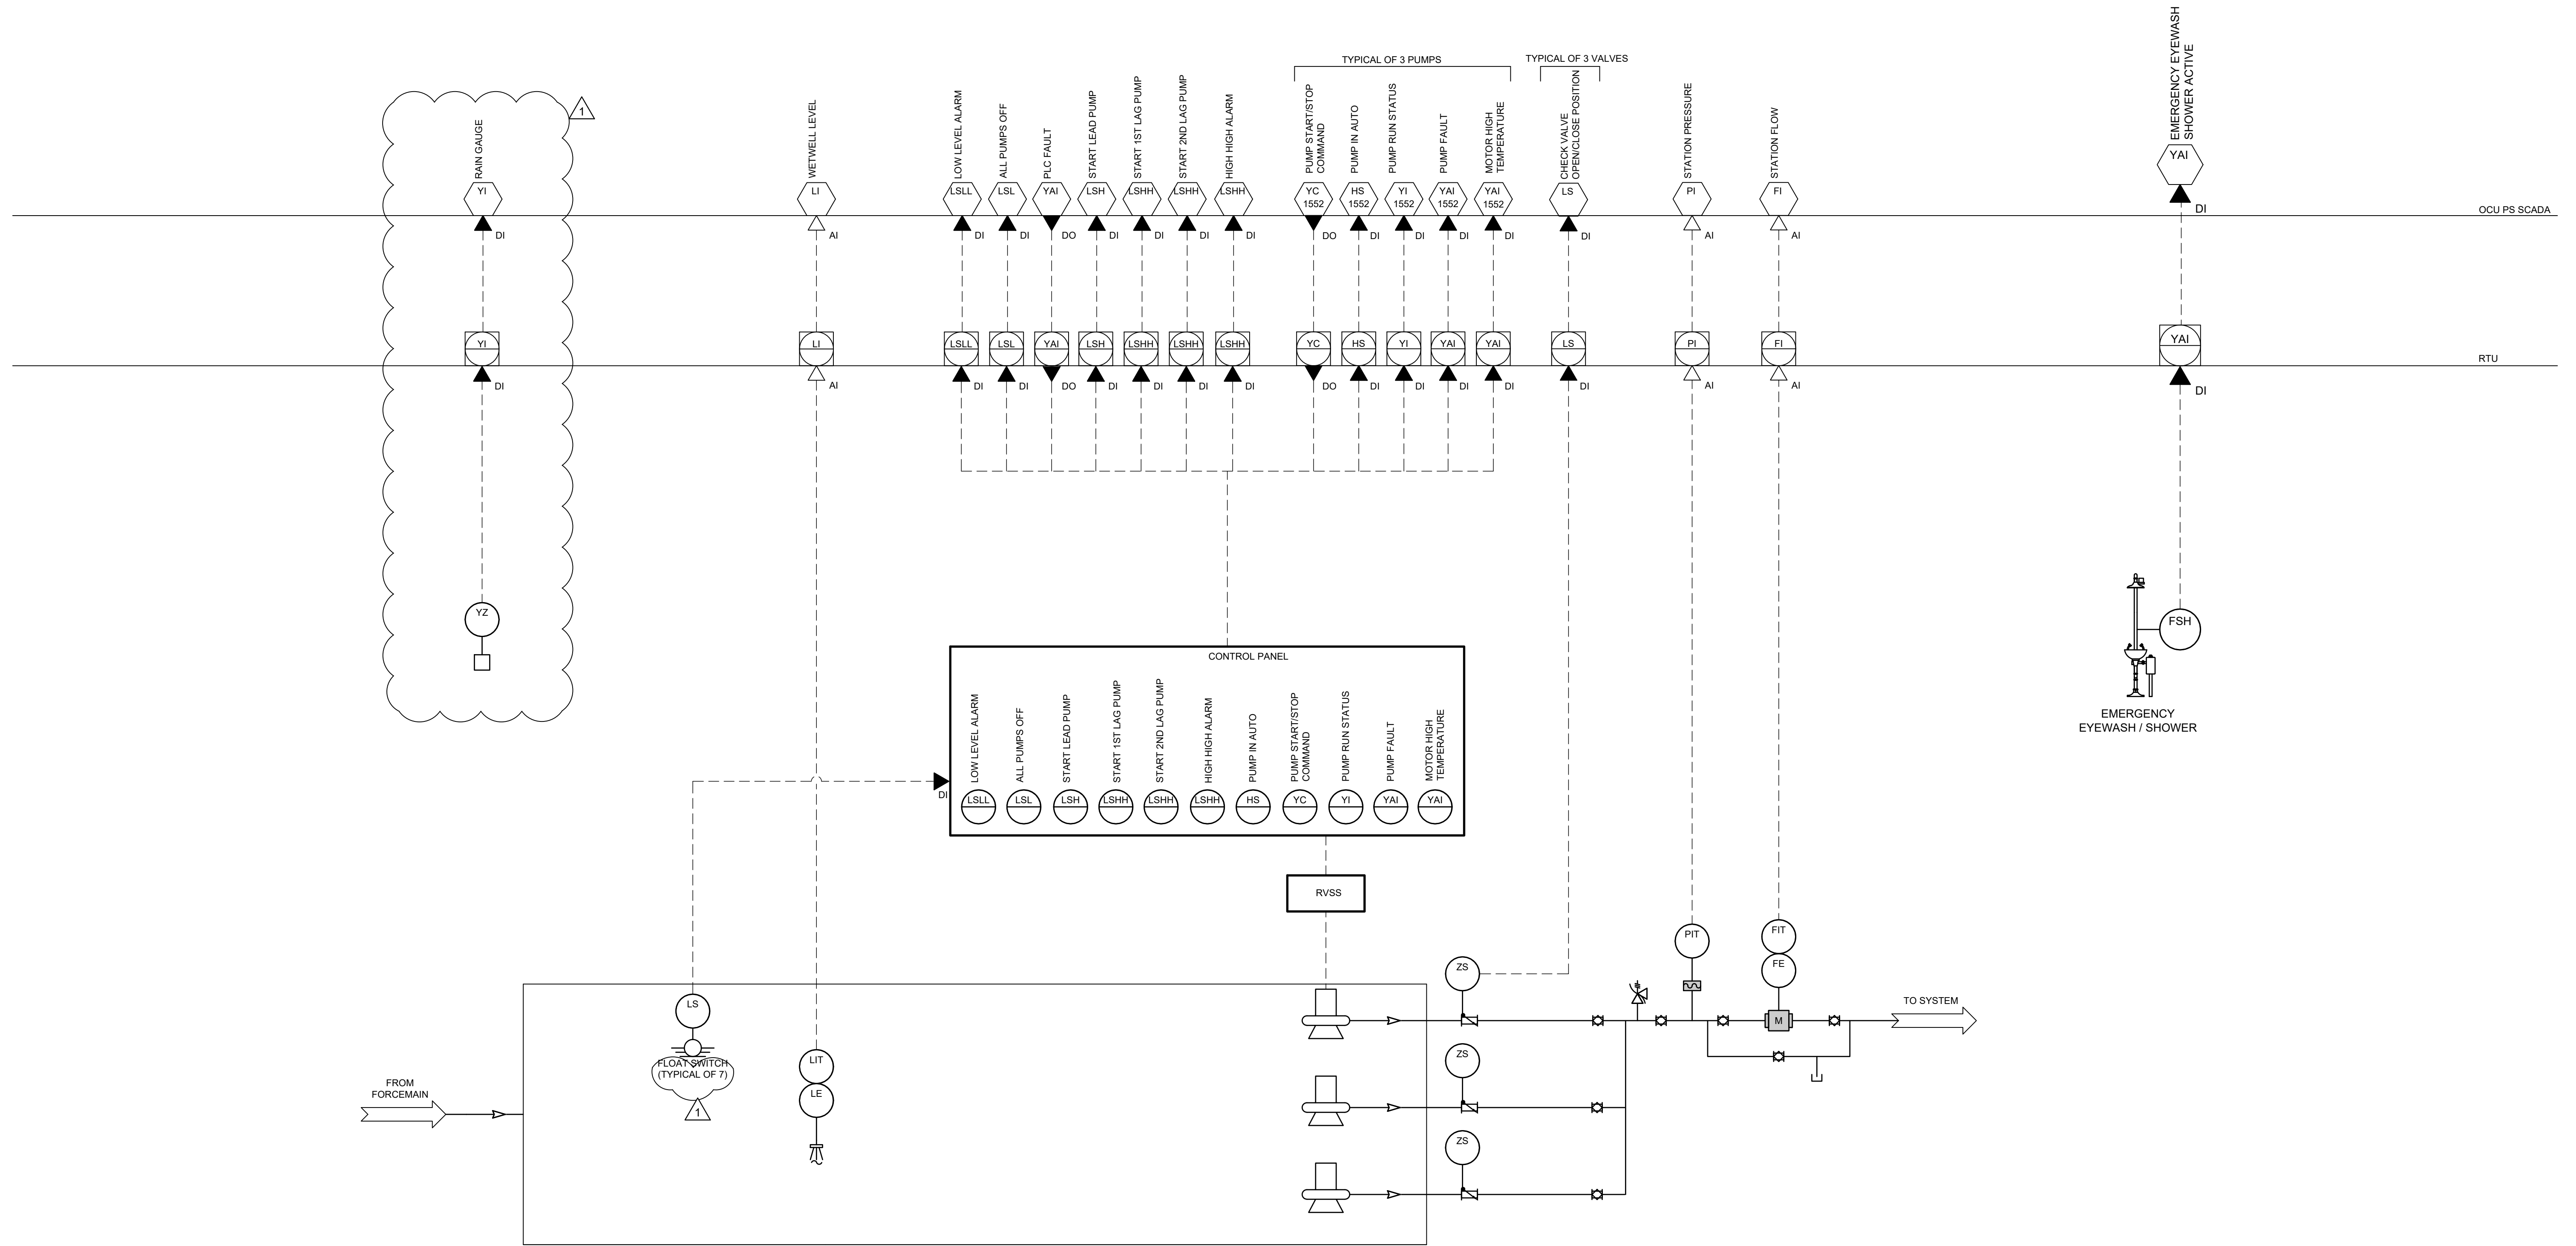 EMERGENCY EYEWASH
SHOWER ACTIVE
TYPICAL OF 3 PUMPS
TYPICAL OF 3 VALVES
1
RAIN GAUGE
WETWELL LEVEL
LOW LEVEL ALARM
ALL PUMPS OFF
PLC FAULT
START LEAD PUMP
START 1ST LAG PUMP
START 2ND LAG PUMP
HIGH HIGH ALARM
PUMP START/STOP
COMMAND
PUMP IN AUTO
PUMP RUN STATUS
PUMP FAULT
MOTOR HIGH
TEMPERATURE
CHECK VALVE
OPEN/CLOSE POSITION
STATION PRESSURE
STATION FLOW
YAI
YI
LI
LSLL
LSL
YAI
LSH
LSHH
LSHH
LSHH
YC
1552
HS
1552
YI
1552
YAI
1552
YAI
1552
LS
PI
FI
OCU PS SCADA
DI
AI
DI
DI
DO
DI
DI
DI
DI
DO
DI
DI
DI
DI
DI
AI
AI
DI
YI
LI
LSLL
LSL
YAI
LSH
LSHH
LSHH
LSHH
YC
HS
YI
YAI
YAI
LS
PI
FI
YAI
RTU
DI
AI
DI
DI
DO
DI
DI
DI
DI
DO
DI
DI
DI
DI
DI
AI
AI
DI
YZ
FSH
EMERGENCY
EYEWASH / SHOWER
CONTROL PANEL
LOW LEVEL ALARM
ALL PUMPS OFF
START LEAD PUMP
START 1ST LAG PUMP
START 2ND LAG PUMP
HIGH HIGH ALARM
PUMP IN AUTO
PUMP START/STOP
COMMAND
PUMP RUN STATUS
PUMP FAULT
MOTOR HIGH
TEMPERATURE
DI
LSLL
LSL
LSH
LSHH
LSHH
LSHH
HS
YC
YI
YAI
YAI
RVSS
PIT
FIT
FE
ZS
LS
TO SYSTEM
M
FLOAT SWITCH
(TYPICAL OF 7)
1
LIT
LE
ZS
FROM
FORCEMAIN
ZS